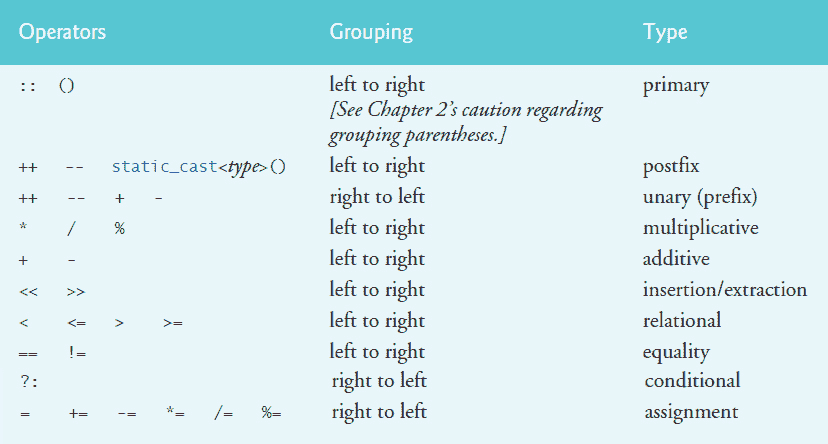 Operators Grouping Type
:: () left to right primary
[See Chapter 2's caution regarding
grouping parentheses.]
++ -- static_cast<type>() left to right postfix
++ -- + - right to left unary (prefix)
* / % left to right multiplicative
+ - left to right additive
<< >> left to right insertion/extraction
< <= > >= left to right relational
== != left to right equality
?: right to left conditional
= += -= *= /= %= right to left assignment